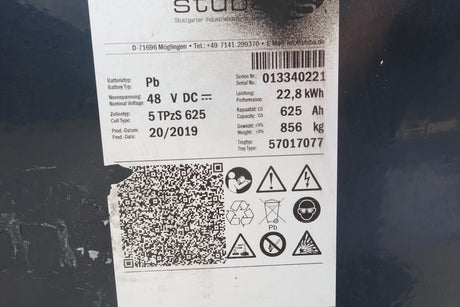 D-71696 Möglingen • Tel.: +49 7141 299370 • E-Mail:
Batterietyp: Pb
Battery Typ:
Serien Nr.: 013340221
Serial No.:
Nennspannung: 48 V DC
Nominal Voltage:
Leistung: 22,8 kWh
Performance:
Zellentyp: 5 TPzS 625
Cell Type:
Kapazität C5 625 Ah
Capacity: C5
Prod.-Datum: 20/2019
Prod.-Date:
Gewicht: ±5% 856 kg
Weight: ±5%
Trogtyp: 57017077
Tray Type:
Pb